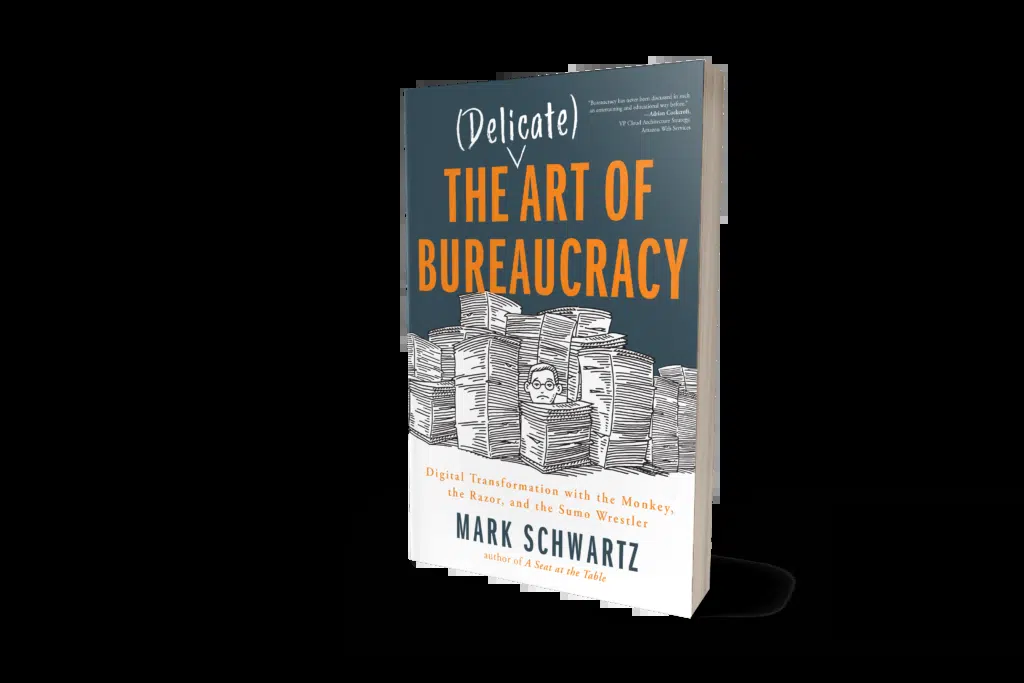 (Delicate)
"Bureaucracy has never been discussed in such
an entertaining and educational way before."
—Adrian Cockcroft,
VP Cloud Architecture Strategy,
Amazon Web Services
THE ART OF
BUREAUCRACY
Digital Transformation with the Monkey,
the Razor, and the Sumo Wrestler
MARK SCHWARTZ
author of A Seat at the Table